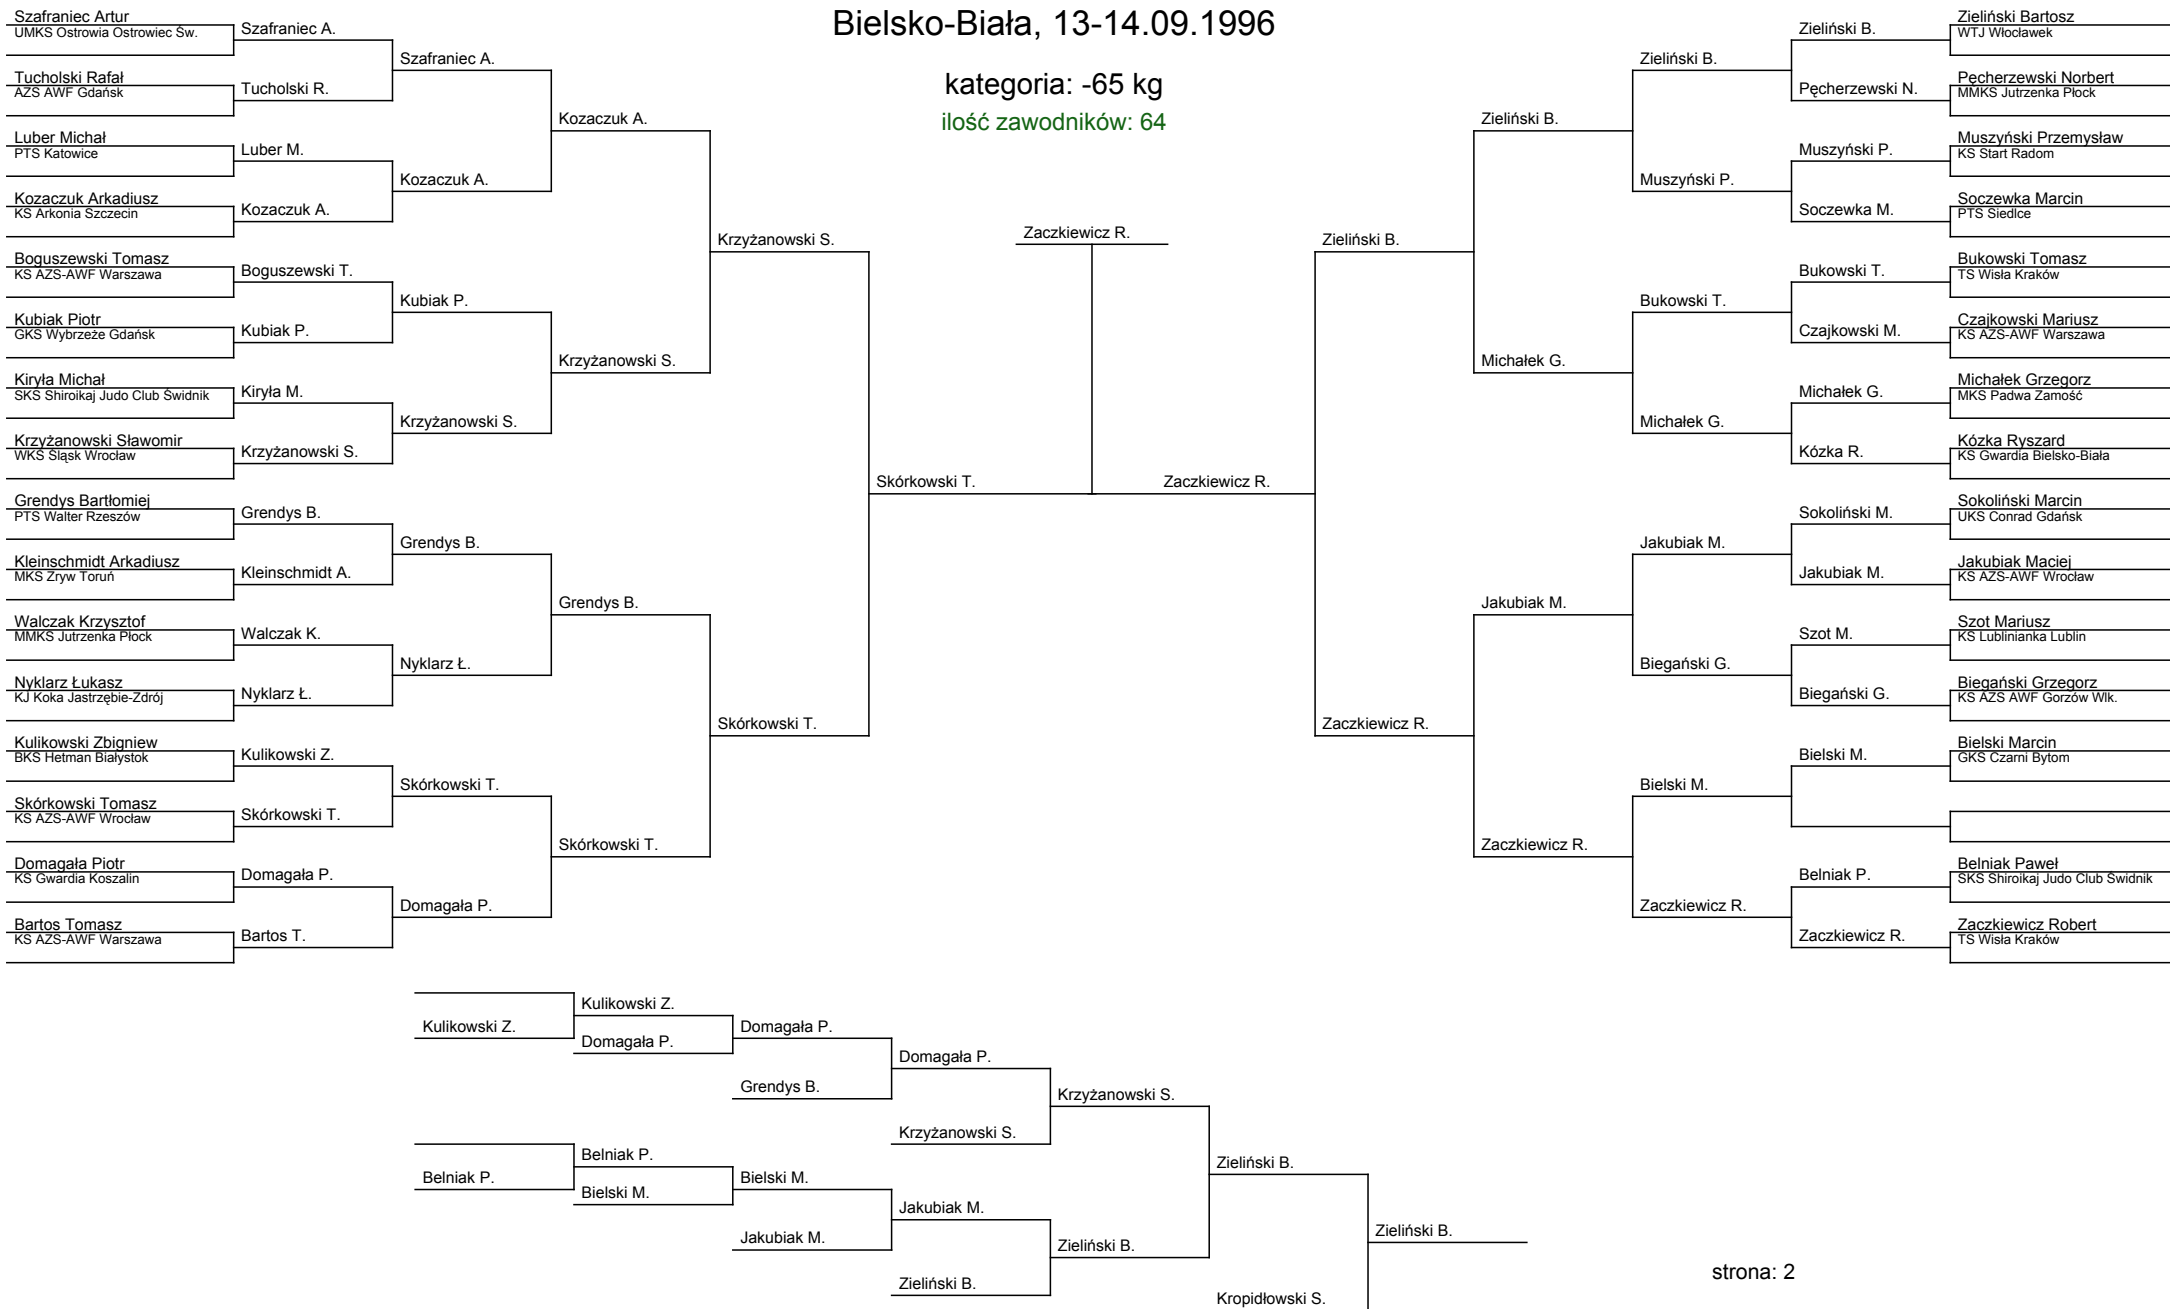 Bielsko-Biała, 13-14.09.1996
kategoria: -65 kg
ilość zawodników: 64
Szafraniec Artur
UMKS Ostrowia Ostrowiec Św.
Tucholski Rafał
AZS AWF Gdańsk
Luber Michał
PTS Katowice
Kozaczuk Arkadiusz
KS Arkonia Szczecin
Boguszewski Tomasz
KS AZS-AWF Warszawa
Kubiak Piotr
GKS Wybrzeże Gdańsk
Kiryła Michał
SKS Shiroikaj Judo Club Świdnik
Krzyżanowski Sławomir
WKS Śląsk Wrocław
Grendys Bartłomiej
PTS Walter Rzeszów
Kleinschmidt Arkadiusz
MKS Zryw Toruń
Walczak Krzysztof
MMKS Jutrzenka Płock
Nyklarz Łukasz
KJ Koka Jastrzębie-Zdrój
Kulikowski Zbigniew
BKS Hetman Białystok
Skórkowski Tomasz
KS AZS-AWF Wrocław
Domagała Piotr
KS Gwardia Koszalin
Bartos Tomasz
KS AZS-AWF Warszawa
Szafraniec A.
Tucholski R.
Luber M.
Kozaczuk A.
Boguszewski T.
Kubiak P.
Kiryła M.
Krzyżanowski S.
Grendys B.
Kleinschmidt A.
Walczak K.
Nyklarz Ł.
Kulikowski Z.
Skórkowski T.
Domagała P.
Bartos T.
Szafraniec A.
Kozaczuk A.
Kubiak P.
Krzyżanowski S.
Grendys B.
Nyklarz Ł.
Skórkowski T.
Domagała P.
Kozaczuk A.
Krzyżanowski S.
Grendys B.
Skórkowski T.
Krzyżanowski S.
Skórkowski T.
Skórkowski T.
Zaczkiewicz R.
Zaczkiewicz R.
Zieliński B.
Zaczkiewicz R.
Zieliński B.
Michałek G.
Jakubiak M.
Zaczkiewicz R.
Zieliński B.
Muszyński P.
Bukowski T.
Michałek G.
Jakubiak M.
Biegański G.
Bielski M.
Zaczkiewicz R.
Zieliński B.
Pęcherzewski N.
Muszyński P.
Soczewka M.
Bukowski T.
Czajkowski M.
Michałek G.
Kózka R.
Sokoliński M.
Jakubiak M.
Szot M.
Biegański G.
Bielski M.
Belniak P.
Zaczkiewicz R.
Zieliński Bartosz
WTJ Włocławek
Pęcherzewski Norbert
MMKS Jutrzenka Płock
Muszyński Przemysław
KS Start Radom
Soczewka Marcin
PTS Siedlce
Bukowski Tomasz
TS Wisła Kraków
Czajkowski Mariusz
KS AZS-AWF Warszawa
Michałek Grzegorz
MKS Padwa Zamość
Kózka Ryszard
KS Gwardia Bielsko-Biała
Sokoliński Marcin
UKS Conrad Gdańsk
Jakubiak Maciej
KS AZS-AWF Wrocław
Szot Mariusz
KS Lublinianka Lublin
Biegański Grzegorz
KS AZS AWF Gorzów Wlk.
Bielski Marcin
GKS Czarni Bytom
Belniak Paweł
SKS Shiroikaj Judo Club Świdnik
Zaczkiewicz Robert
TS Wisła Kraków
Kulikowski Z.
Belniak P.
Kulikowski Z.
Domagała P.
Belniak P.
Bielski M.
Domagała P.
Grendys B.
Bielski M.
Jakubiak M.
Domagała P.
Krzyżanowski S.
Jakubiak M.
Zieliński B.
Krzyżanowski S.
Zieliński B.
Zieliński B.
Kropidłowski S.
Zieliński B.
strona: 2